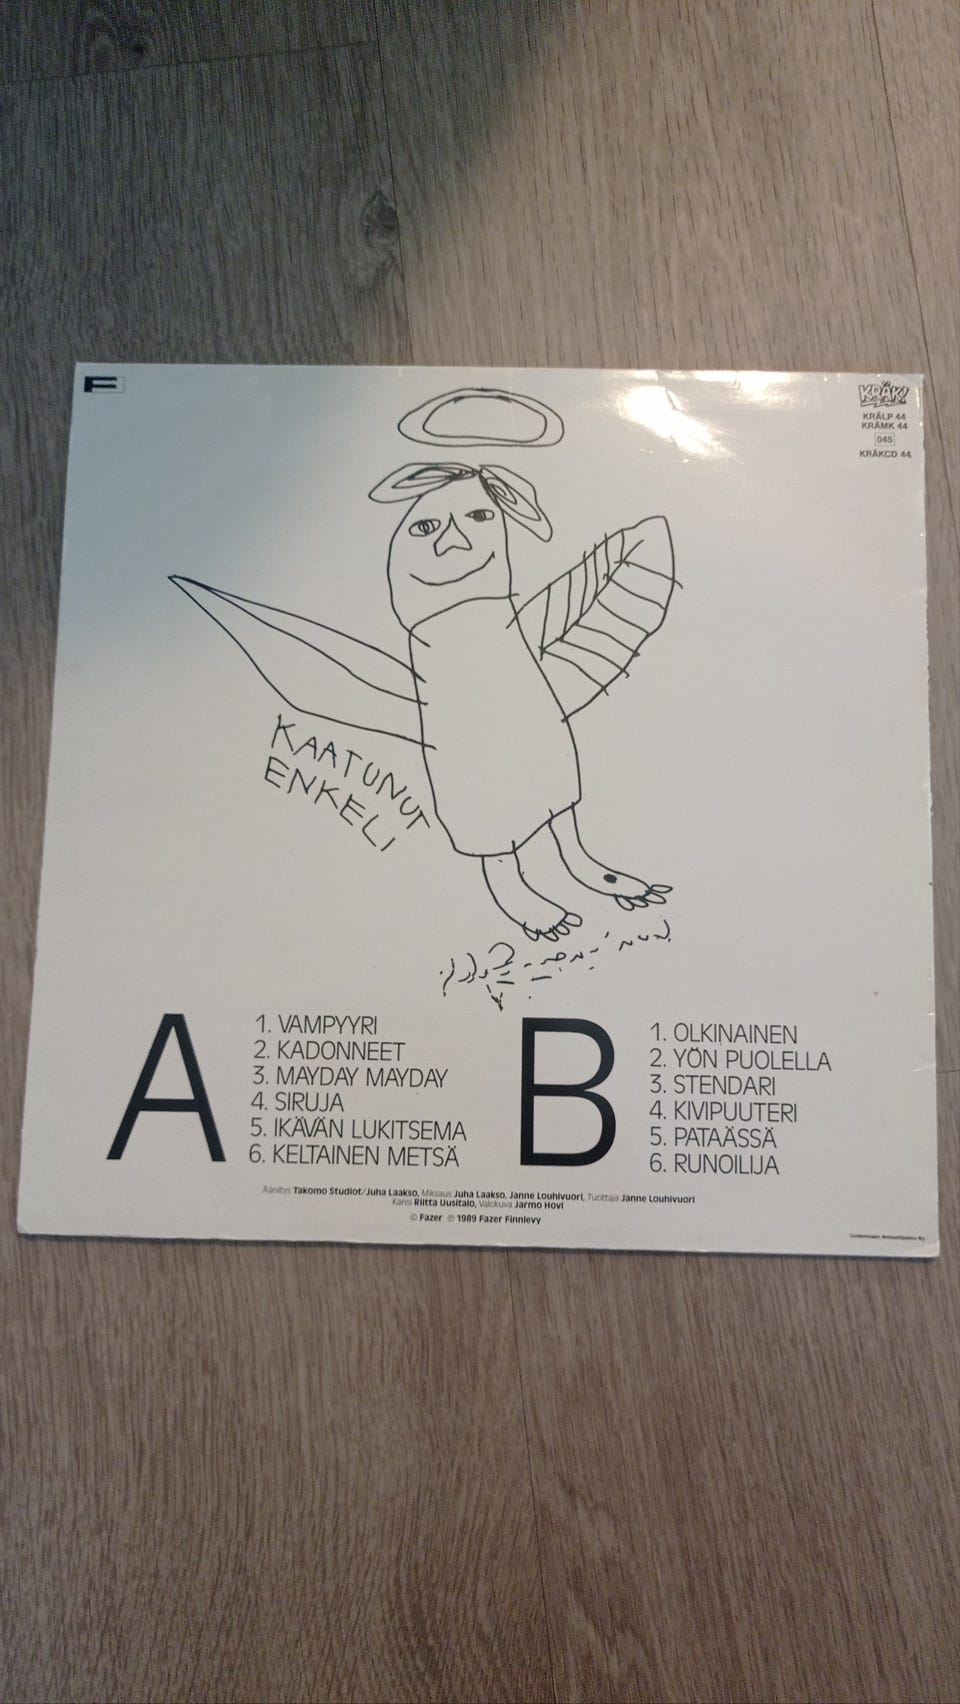 F
KRÄK!
KRÄLP 44
KRÄMK 44
045
KRÄKCD 44
KAATUNUT
ENKELI
A
1. VAMPYYRI
2. KADONNEET
3. MAYDAY MAYDAY
4. SIRUJA
5. IKÄVÄN LUKITSEMA
6. KELTAINEN METSÄ
B
1. OLKINAINEN
2. YÖN PUOLELLA
3. STENDARI
4. KIVIPUUTERI
5. PATAÄSSÄ
6. RUNOILIJA
Äänitys Takomo Studiot/Juha Laakso, Miksaus Juha Laakso, Janne Louhivuori, Tuottaja Janne Louhivuori
Kansi Riitta Uusitalo, Valokuva Jarmo Hovi
© Fazer ℗ 1989 Fazer Finnlevy